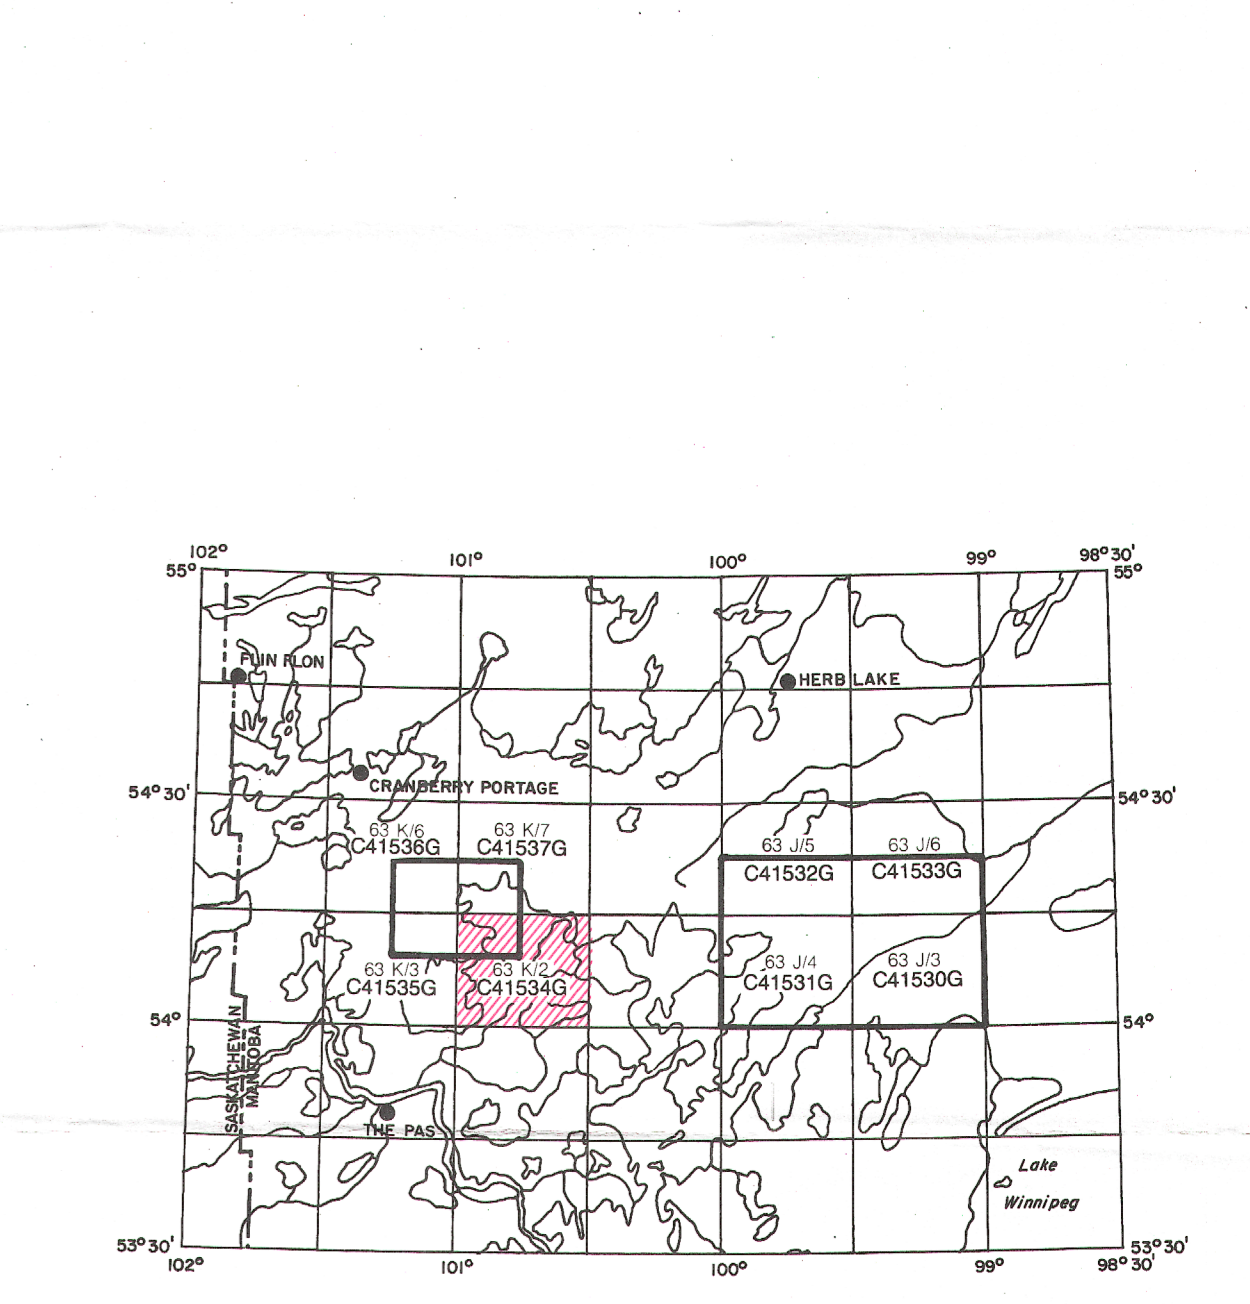 102° 101° 100° 99° 98°30'
55° 55°
FLIN FLON
HERB LAKE
CRANBERRY PORTAGE
54°30' 54°30'
63 K/6 63 K/7 63 J/5 63 J/6
C41536G C41537G C41532G C41533G
63 K/3 63 K/2 63 J/4 63 J/3
C41535G C41534G C41531G C41530G
54° 54°
SASKATCHEWAN
MANITOBA
THE PAS
Lake
Winnipeg
53°30' 53°30'
102° 101° 100° 99° 98°30'